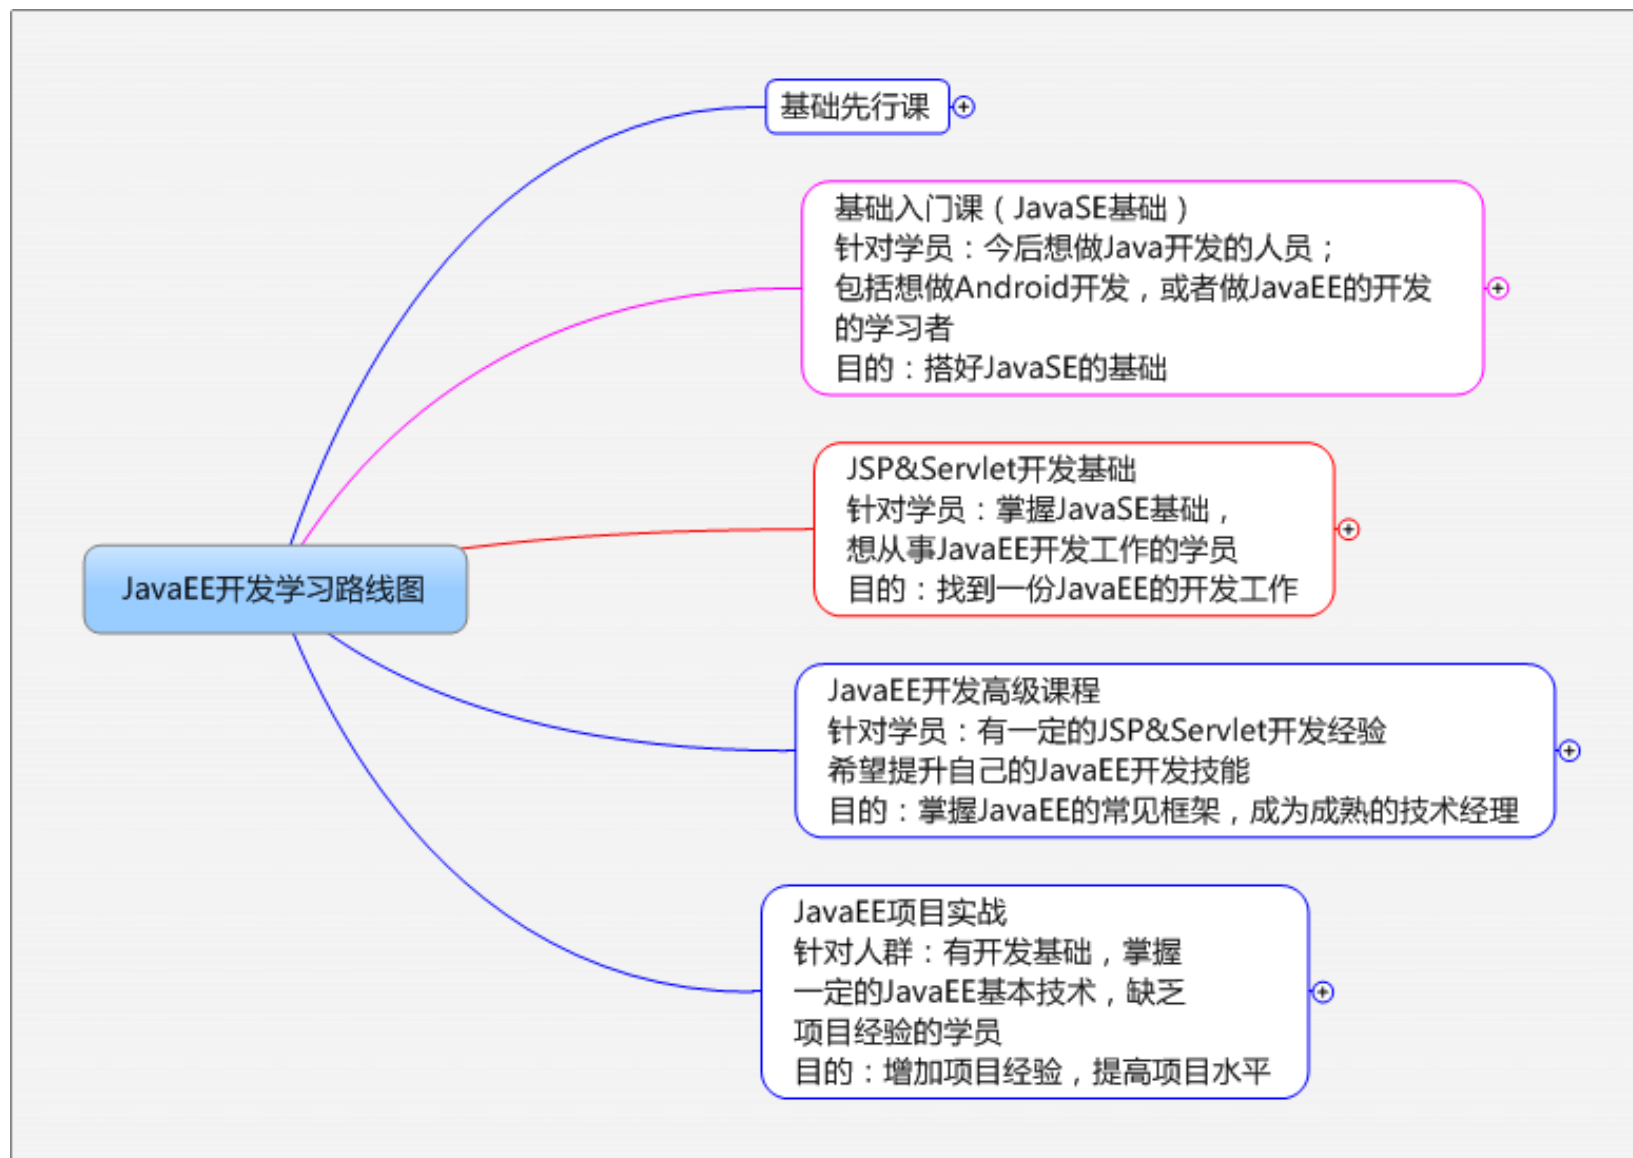 基础先行课
基础入门课（JavaSE基础）
针对学员：今后想做Java开发的人员；
包括想做Android开发，或者做JavaEE的开发
的学习者
目的：搭好JavaSE的基础
JSP&Servlet开发基础
针对学员：掌握JavaSE基础，
想从事JavaEE开发工作的学员
目的：找到一份JavaEE的开发工作
JavaEE开发学习路线图
JavaEE开发高级课程
针对学员：有一定的JSP&Servlet开发经验
希望提升自己的JavaEE开发技能
目的：掌握JavaEE的常见框架，成为成熟的技术经理
JavaEE项目实战
针对人群：有开发基础，掌握
一定的JavaEE基本技术，缺乏
项目经验的学员
目的：增加项目经验，提高项目水平